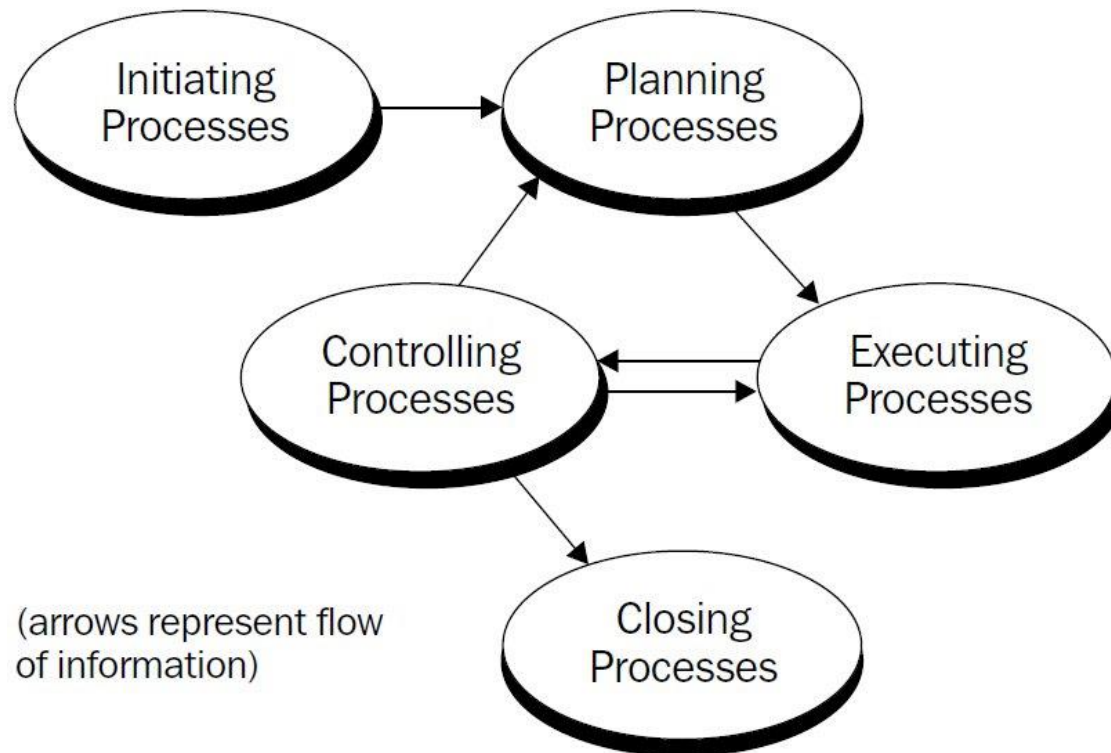 Initiating
Processes
Planning
Processes
Controlling
Processes
Executing
Processes
Closing
Processes
(arrows represent flow
of information)